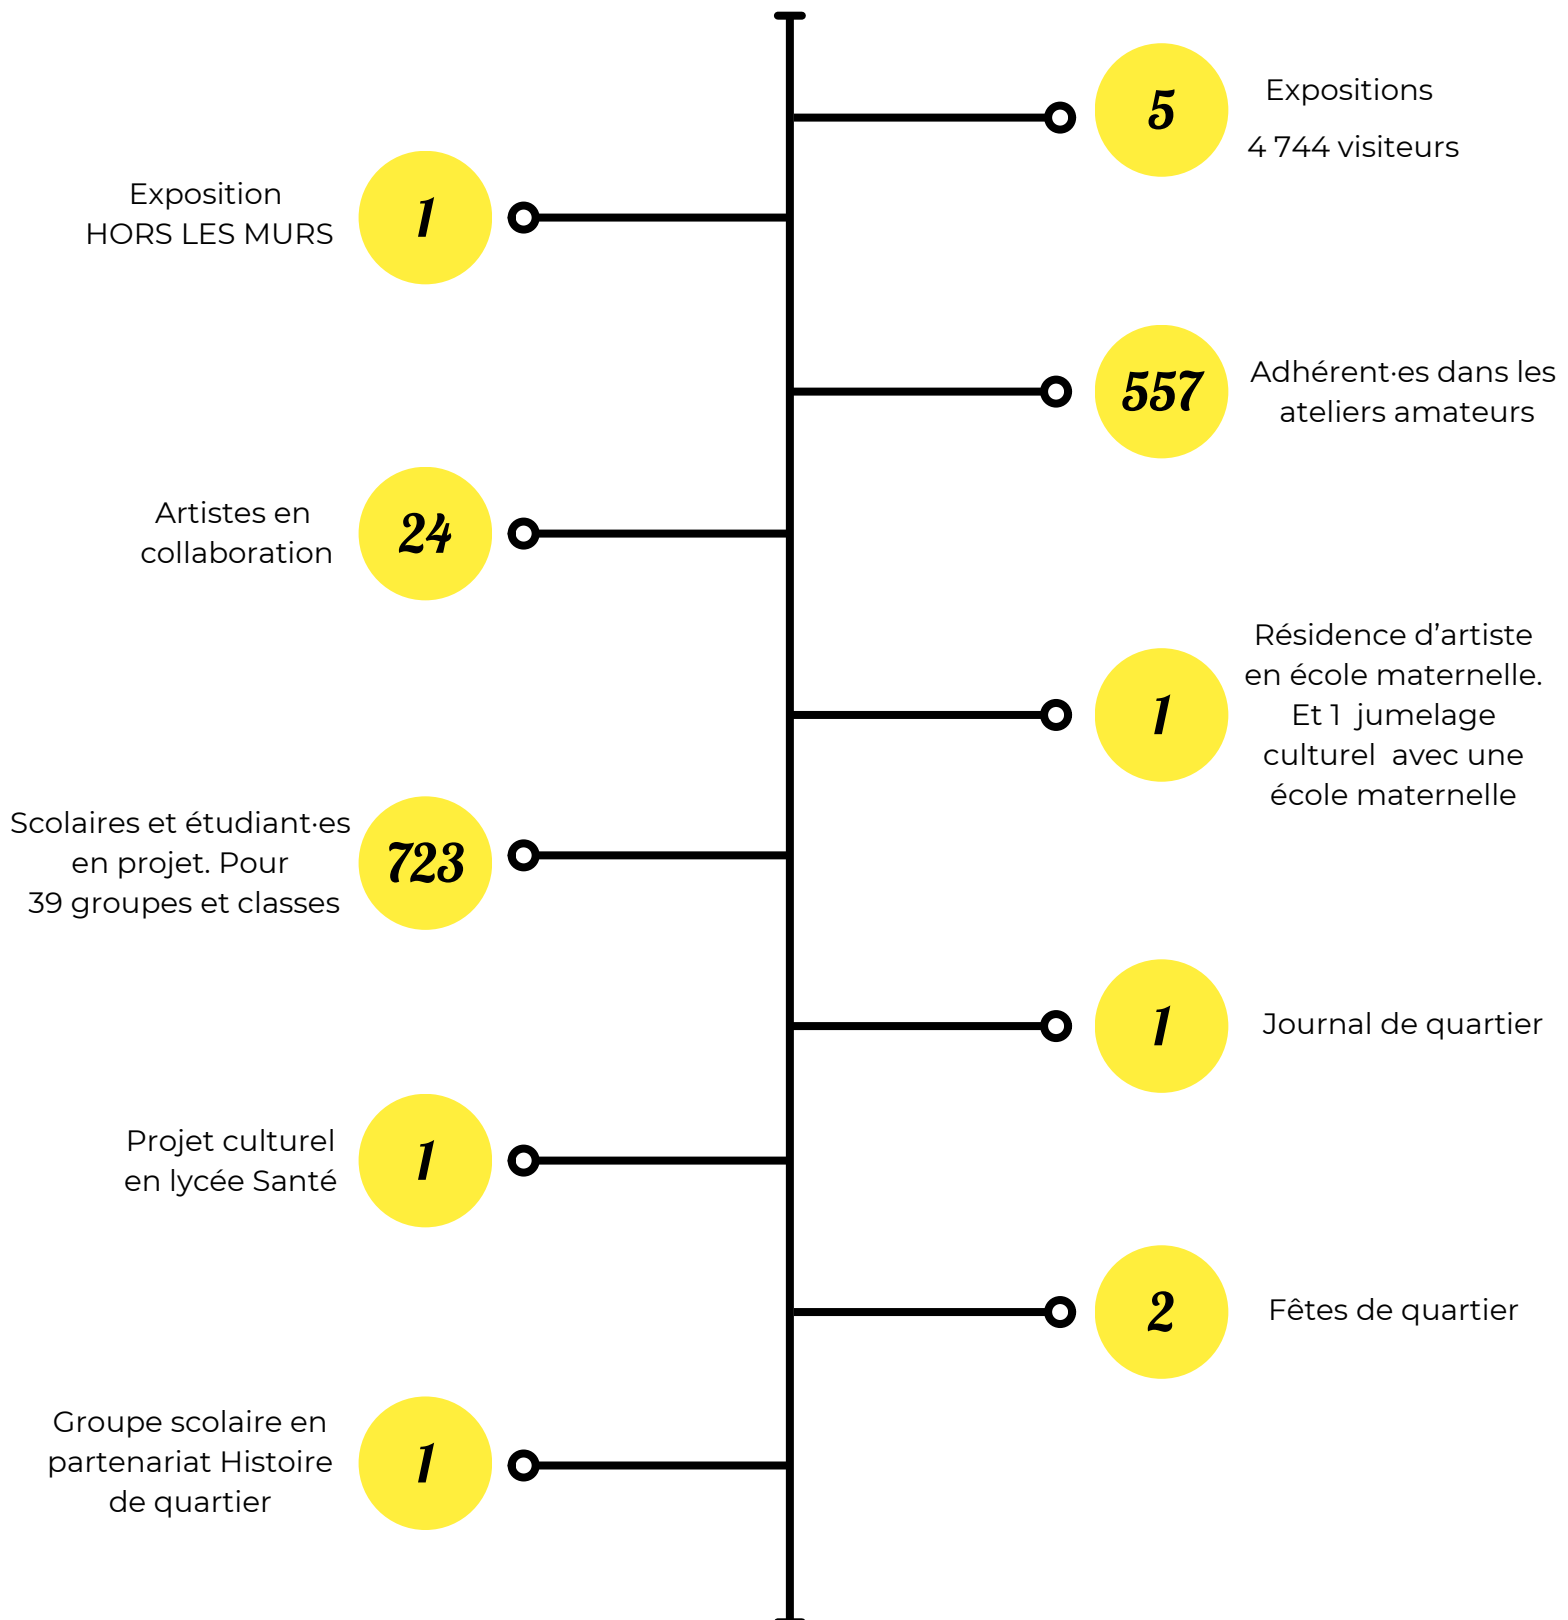 5
Expositions
4 744 visiteurs
Exposition
HORS LES MURS
1
557
Adhérent·es dans les
ateliers amateurs
Artistes en
collaboration
24
1
Résidence d’artiste
en école maternelle.
Et 1 jumelage
culturel avec une
école maternelle
Scolaires et étudiant·es
en projet. Pour
39 groupes et classes
723
1
Journal de quartier
Projet culturel
en lycée Santé
1
2
Fêtes de quartier
Groupe scolaire en
partenariat Histoire
de quartier
1